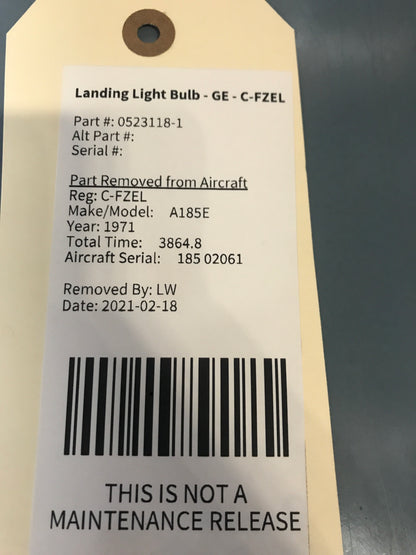 Landing Light Bulb - GE - C-FZEL
Part #: 0523118-1
Alt Part #:
Serial #:
Part Removed from Aircraft
Reg: C-FZEL
Make/Model: A185E
Year: 1971
Total Time: 3864.8
Aircraft Serial: 185 02061
Removed By: LW
Date: 2021-02-18
THIS IS NOT A
MAINTENANCE RELEASE